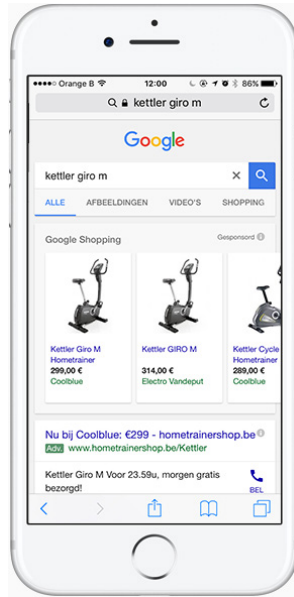 Orange B 12:00 86%
kettler giro m
Google
kettler giro m
ALLE AFBEELDINGEN VIDEO'S SHOPPING
Google Shopping Gesponsord
Kettler Giro M
Hometrainer
299,00 €
Coolblue
Kettler GIRO M
314,00 €
Electro Vandeput
Kettler Cycle
Hometrainer
289,00 €
Coolblue
Nu bij Coolblue: €299 - hometrainershop.be
Adv. www.hometrainershop.be/Kettler
Kettler Giro M Voor 23.59u, morgen gratis
bezorgd!
BEL